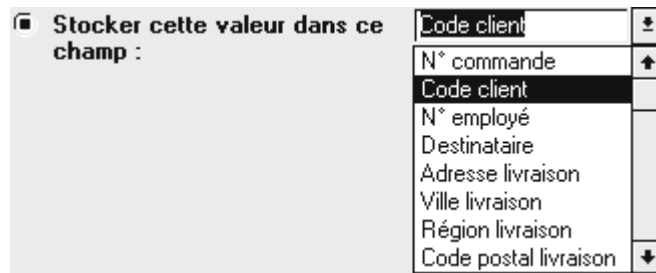 Stocker cette valeur dans ce
champ :
Code client
N° commande
Code client
N° employé
Destinataire
Adresse livraison
Ville livraison
Région livraison
Code postal livraison